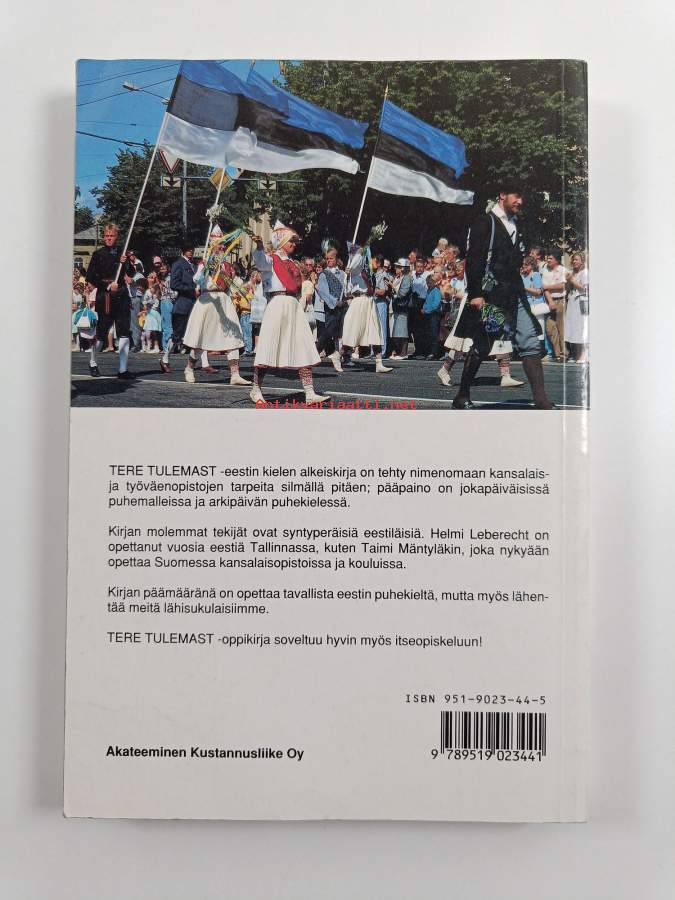 Antikvariaatti.net
TERE TULEMAST -eestin kielen alkeiskirja on tehty nimenomaan kansalais-
ja työväenopistojen tarpeita silmällä pitäen; pääpaino on jokapäiväisissä
puhemalleissa ja arkipäivän puhekielessä.
Kirjan molemmat tekijät ovat syntyperäisiä eestiläisiä. Helmi Leberecht on
opettanut vuosia eestiä Tallinnassa, kuten Taimi Mäntyläkin, joka nykyään
opettaa Suomessa kansalaisopistoissa ja kouluissa.
Kirjan päämääränä on opettaa tavallista eestin puhekieltä, mutta myös lähen-
tää meitä lähisukulaisiimme.
TERE TULEMAST -oppikirja soveltuu hyvin myös itseopiskeluun!
ISBN 951-9023-44-5
Akateeminen Kustannusliike Oy
9 789519 023441